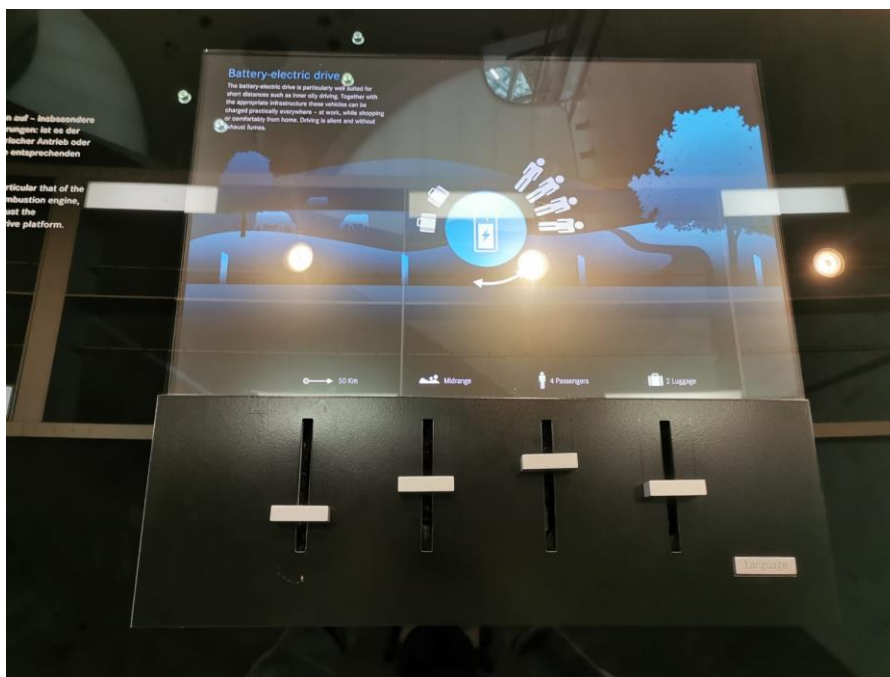 n auf – insbesondere
rungen: ist es der
rischer Antrieb oder
e entsprechenden
rticular that of the
mbustion engine,
ust the
rive platform.
Battery-electric drive
The battery-electric drive is particularly well suited for
short distances such as inner city driving. Together with
the appropriate infrastructure these vehicles can be
charged practically everywhere – at work, while shopping
or comfortably from home. Driving is silent and without
exhaust fumes.
50 Km
Midrange
4 Passengers
2 Luggage
Language